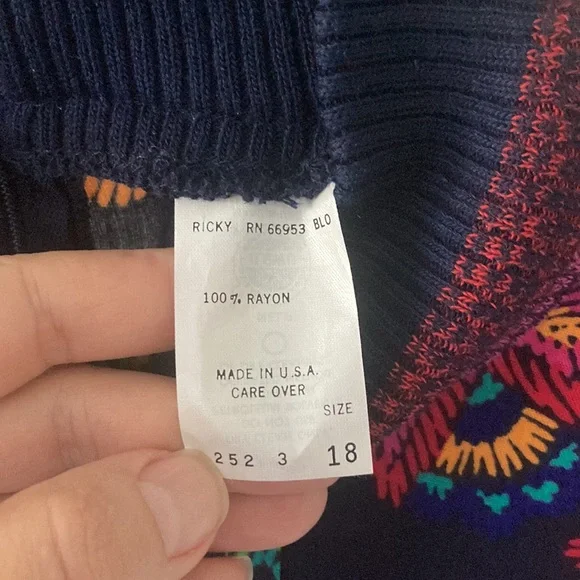 RICKY RN 66953 BLO
100% RAYON
MADE IN U.S.A.
CARE OVER
SIZE
252 3 18